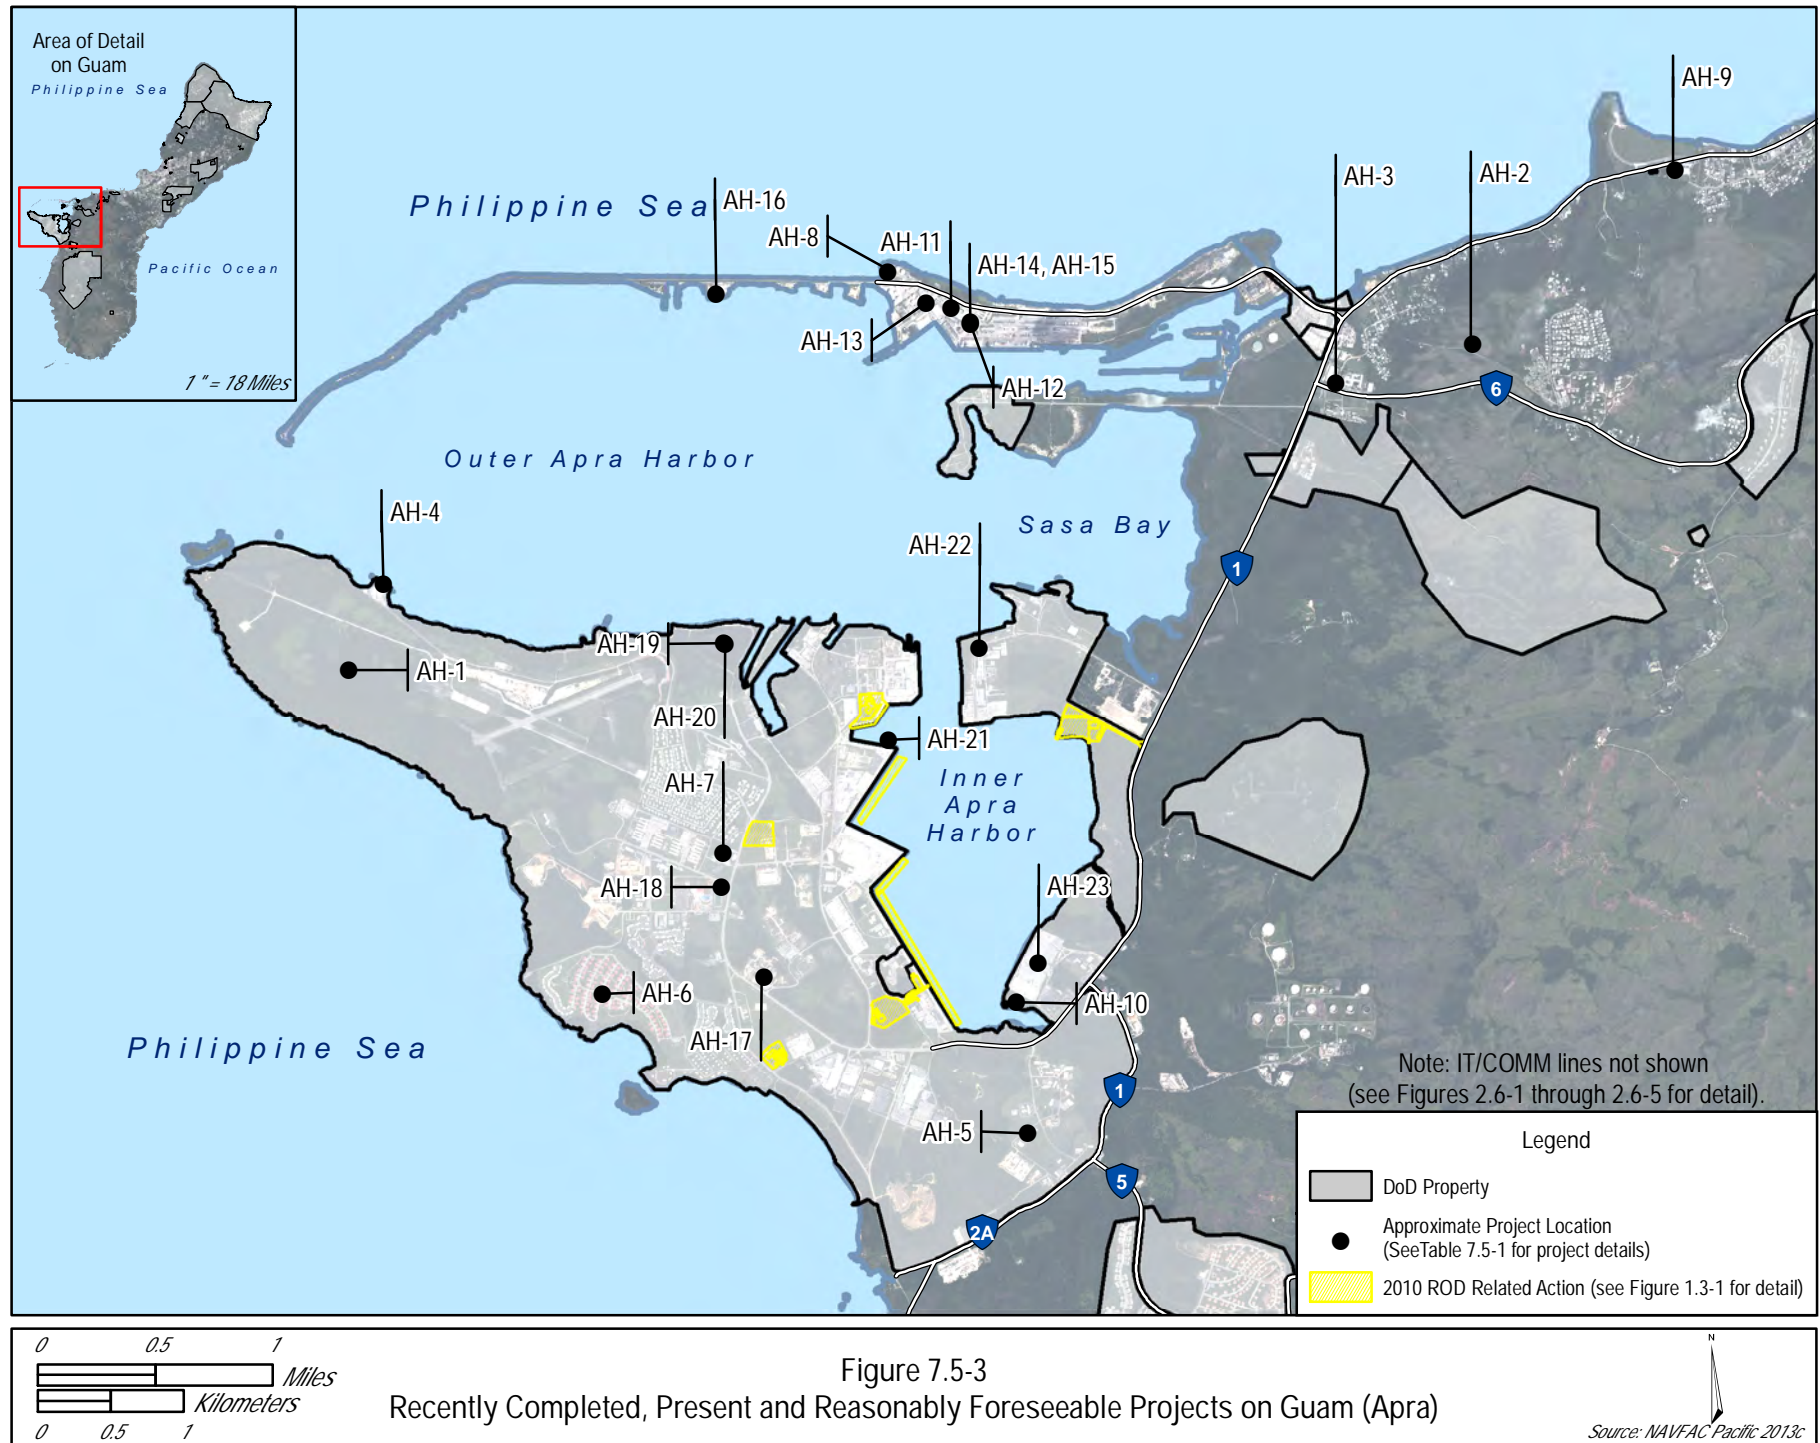 Area of Detail
on Guam
Philippine Sea
Pacific Ocean
1 " = 18 Miles
AH-9
AH-3
AH-2
Philippine Sea
AH-16
AH-8
AH-11
AH-14, AH-15
AH-13
AH-12
6
Outer Apra Harbor
AH-4
Sasa Bay
AH-22
1
AH-19
AH-1
AH-20
AH-21
AH-7
Inner
Apra
Harbor
AH-18
AH-23
AH-6
AH-10
AH-17
Philippine Sea
Note: IT/COMM lines not shown
(see Figures 2.6-1 through 2.6-5 for detail).
1
AH-5
5
2A
Legend
DoD Property
Approximate Project Location
(SeeTable 7.5-1 for project details)
2010 ROD Related Action (see Figure 1.3-1 for detail)
0 0.5 1
Miles
Kilometers
0 0.5 1
Figure 7.5-3
Recently Completed, Present and Reasonably Foreseeable Projects on Guam (Apra)
N
Source: NAVFAC Pacific 2013c